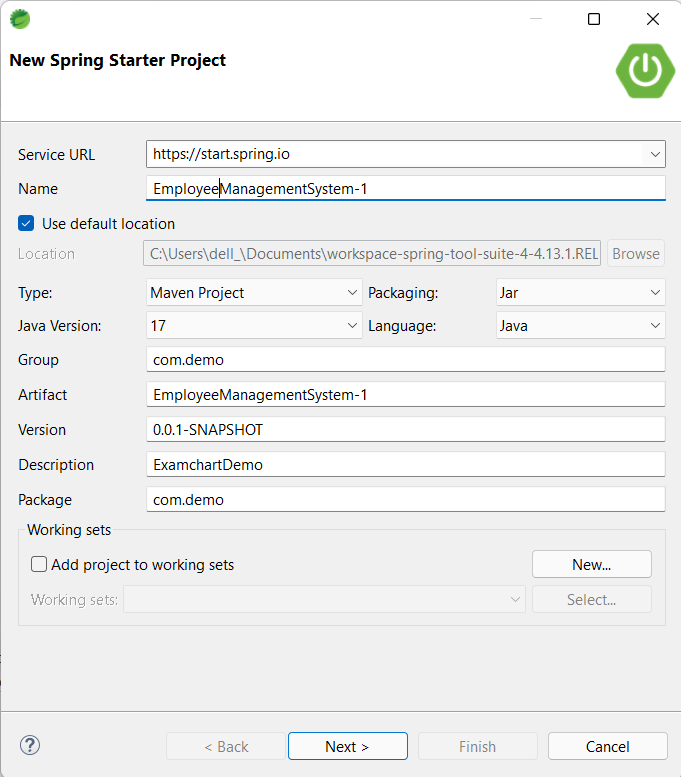 New Spring Starter Project
Service URL https://start.spring.io
Name EmployeeManagementSystem-1
Use default location
Location C:\Users\dell_\Documents\workspace-spring-tool-suite-4-4.13.1.REL Browse
Type: Maven Project Packaging: Jar
Java Version: 17 Language: Java
Group com.demo
Artifact EmployeeManagementSystem-1
Version 0.0.1-SNAPSHOT
Description ExamchartDemo
Package com.demo
Working sets
Add project to working sets New...
Working sets: Select...
? < Back Next > Finish Cancel